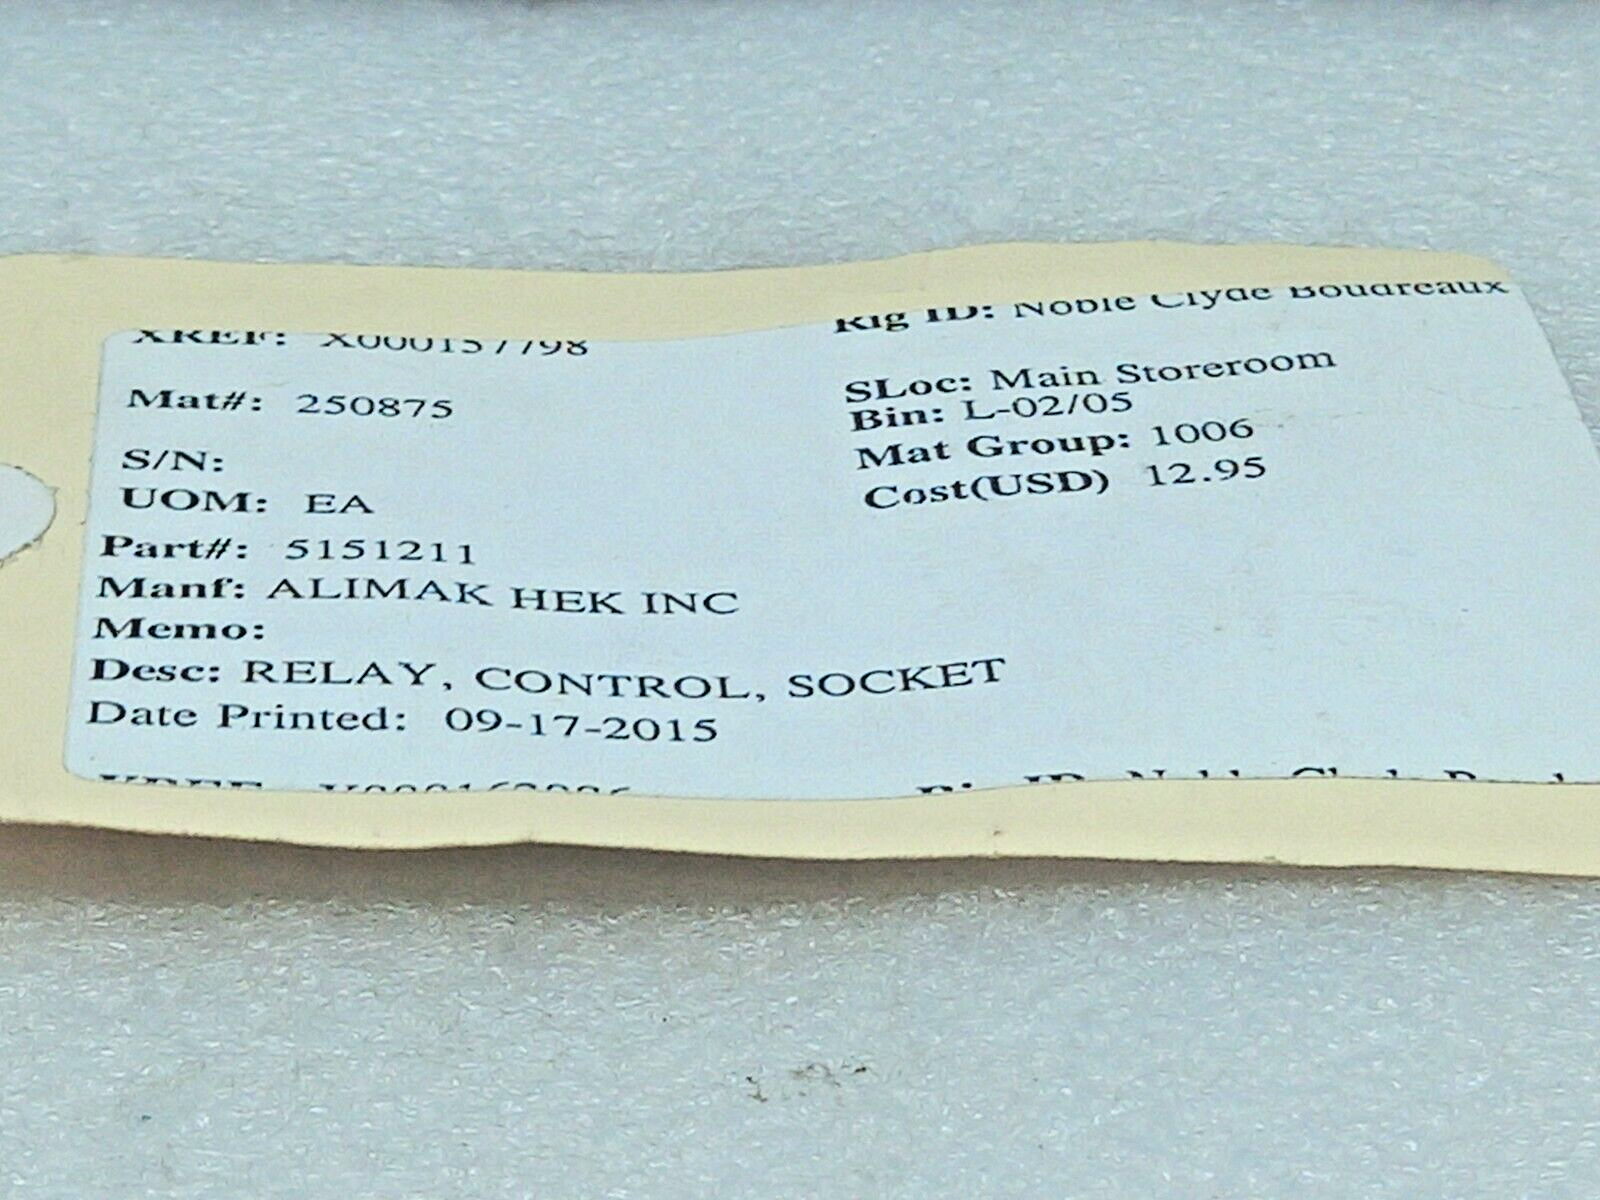 XREF: X000157798
Rig ID: Noble Clyde Boudreaux
Mat#: 250875
SLoc: Main Storeroom
Bin: L-02/05
S/N:
Mat Group: 1006
UOM: EA
Cost(USD) 12.95
Part#: 5151211
Manf: ALIMAK HEK INC
Memo:
Desc: RELAY, CONTROL, SOCKET
Date Printed: 09-17-2015